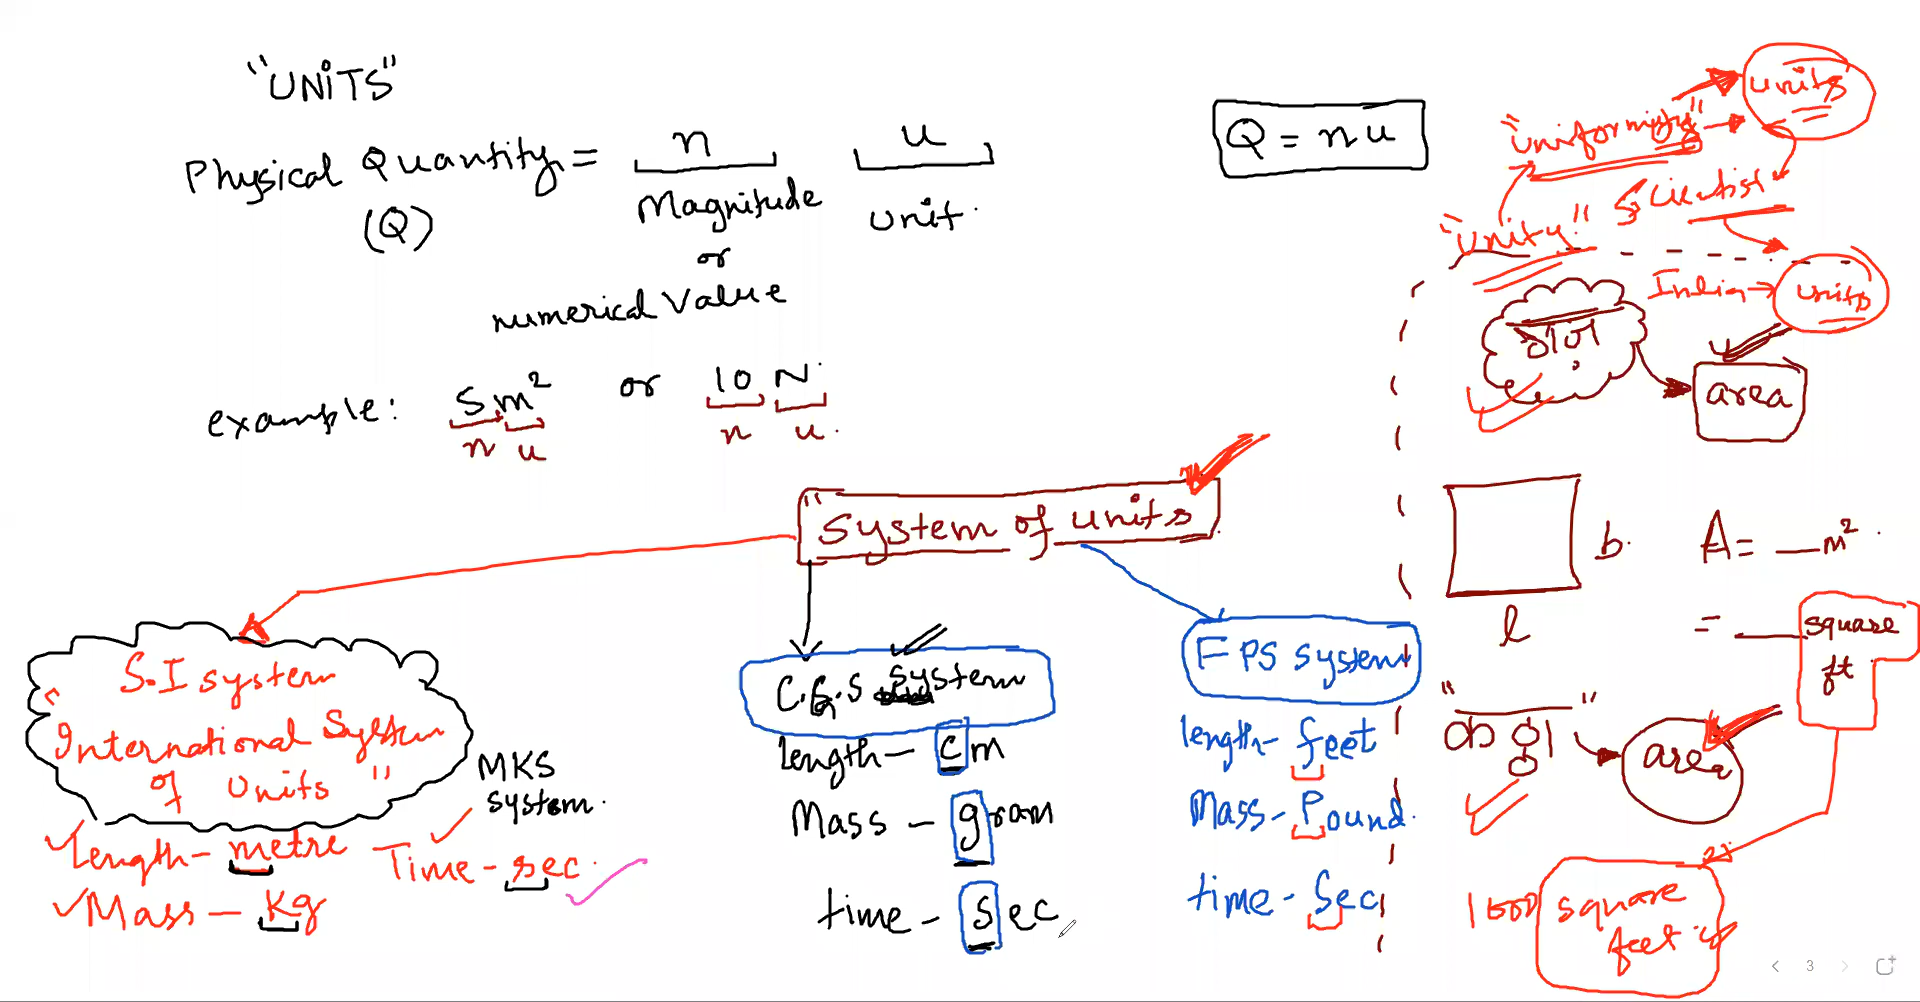 "UNiTS"
Physical Quantity = n u
(Q)
Magnitude
or
numerical Value
unit.
Q = n u
example: 5m² or 10 N
n u n u.
"System of units
S.I system
"International System
of Units"
MKS
system.
Length - metre
Time - sec.
Mass - Kg
C.G.S system
length - cm
Mass - gram
time - sec
FPS system
length - feet
Mass - Pound.
time - Sec
units
"uniformity"
Scientist
"Unity"
India → units
area
b.
l
A = __ m².
= __ square
ft
area
1500 square
feet
3